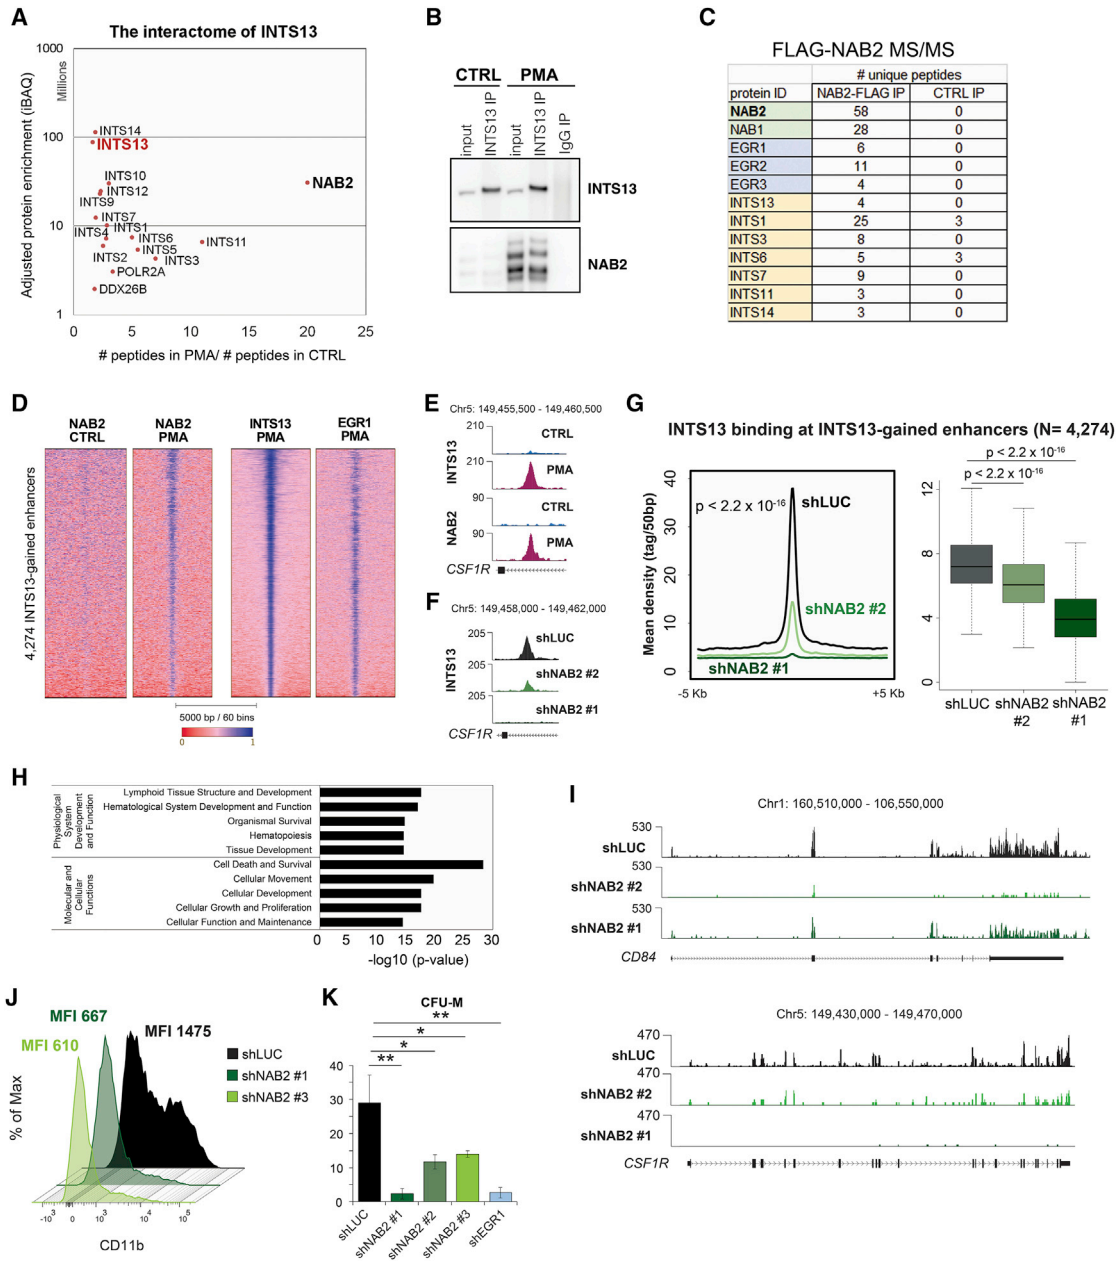 A
The interactome of INTS13
Adjusted protein enrichment (iBAQ)
Millions
1000
100
10
1
INTS14
INTS13
INTS10
INTS12
INTS9
NAB2
INTS7
INTS1
INTS4
INTS6
INTS11
INTS5
INTS2
INTS3
POLR2A
DDX26B
0 5 10 15 20 25
# peptides in PMA/ # peptides in CTRL
B
CTRL PMA
input
INTS13 IP
input
INTS13 IP
IgG IP
INTS13
NAB2
C
FLAG-NAB2 MS/MS
# unique peptides
protein ID NAB2-FLAG IP CTRL IP
NAB2 58 0
NAB1 28 0
EGR1 6 0
EGR2 11 0
EGR3 4 0
INTS13 4 0
INTS1 25 3
INTS3 8 0
INTS6 5 3
INTS7 9 0
INTS11 3 0
INTS14 3 0
D
NAB2 CTRL
NAB2 PMA
INTS13 PMA
EGR1 PMA
4,274 INTS13-gained enhancers
5000 bp / 60 bins
0 1
E
Chr5: 149,455,500 - 149,460,500
INTS13
210 CTRL
210 PMA
NAB2
90 CTRL
90 PMA
CSF1R
F
Chr5: 149,458,000 - 149,462,000
INTS13
205 shLUC
205 shNAB2 #2
205 shNAB2 #1
CSF1R
G
INTS13 binding at INTS13-gained enhancers (N= 4,274)
Mean density (tag/50bp)
40
30
20
10
0
p < 2.2 x 10-16
shLUC
shNAB2 #2
shNAB2 #1
-5 Kb +5 Kb
p < 2.2 x 10-16
p < 2.2 x 10-16
12
8
4
0
shLUC shNAB2 #2 shNAB2 #1
H
Physiological System Development and Function
Lymphoid Tissue Structure and Development
Hematological System Development and Function
Organismal Survival
Hematopoiesis
Tissue Development
Molecular and Cellular Functions
Cell Death and Survival
Cellular Movement
Cellular Development
Cellular Growth and Proliferation
Cellular Function and Maintenance
0 5 10 15 20 25 30
-log10 (p-value)
I
Chr1: 160,510,000 - 106,550,000
530
shLUC
530
shNAB2 #2
530
shNAB2 #1
CD84
Chr5: 149,430,000 - 149,470,000
470
shLUC
470
shNAB2 #2
470
shNAB2 #1
CSF1R
J
MFI 667
MFI 610
MFI 1475
shLUC
shNAB2 #1
shNAB2 #3
% of Max
-10 3 0 10 3 10 4 10 5
CD11b
K
CFU-M
**
*
*
**
40
30
20
10
0
shLUC
shNAB2 #1
shNAB2 #2
shNAB2 #3
shEGR1